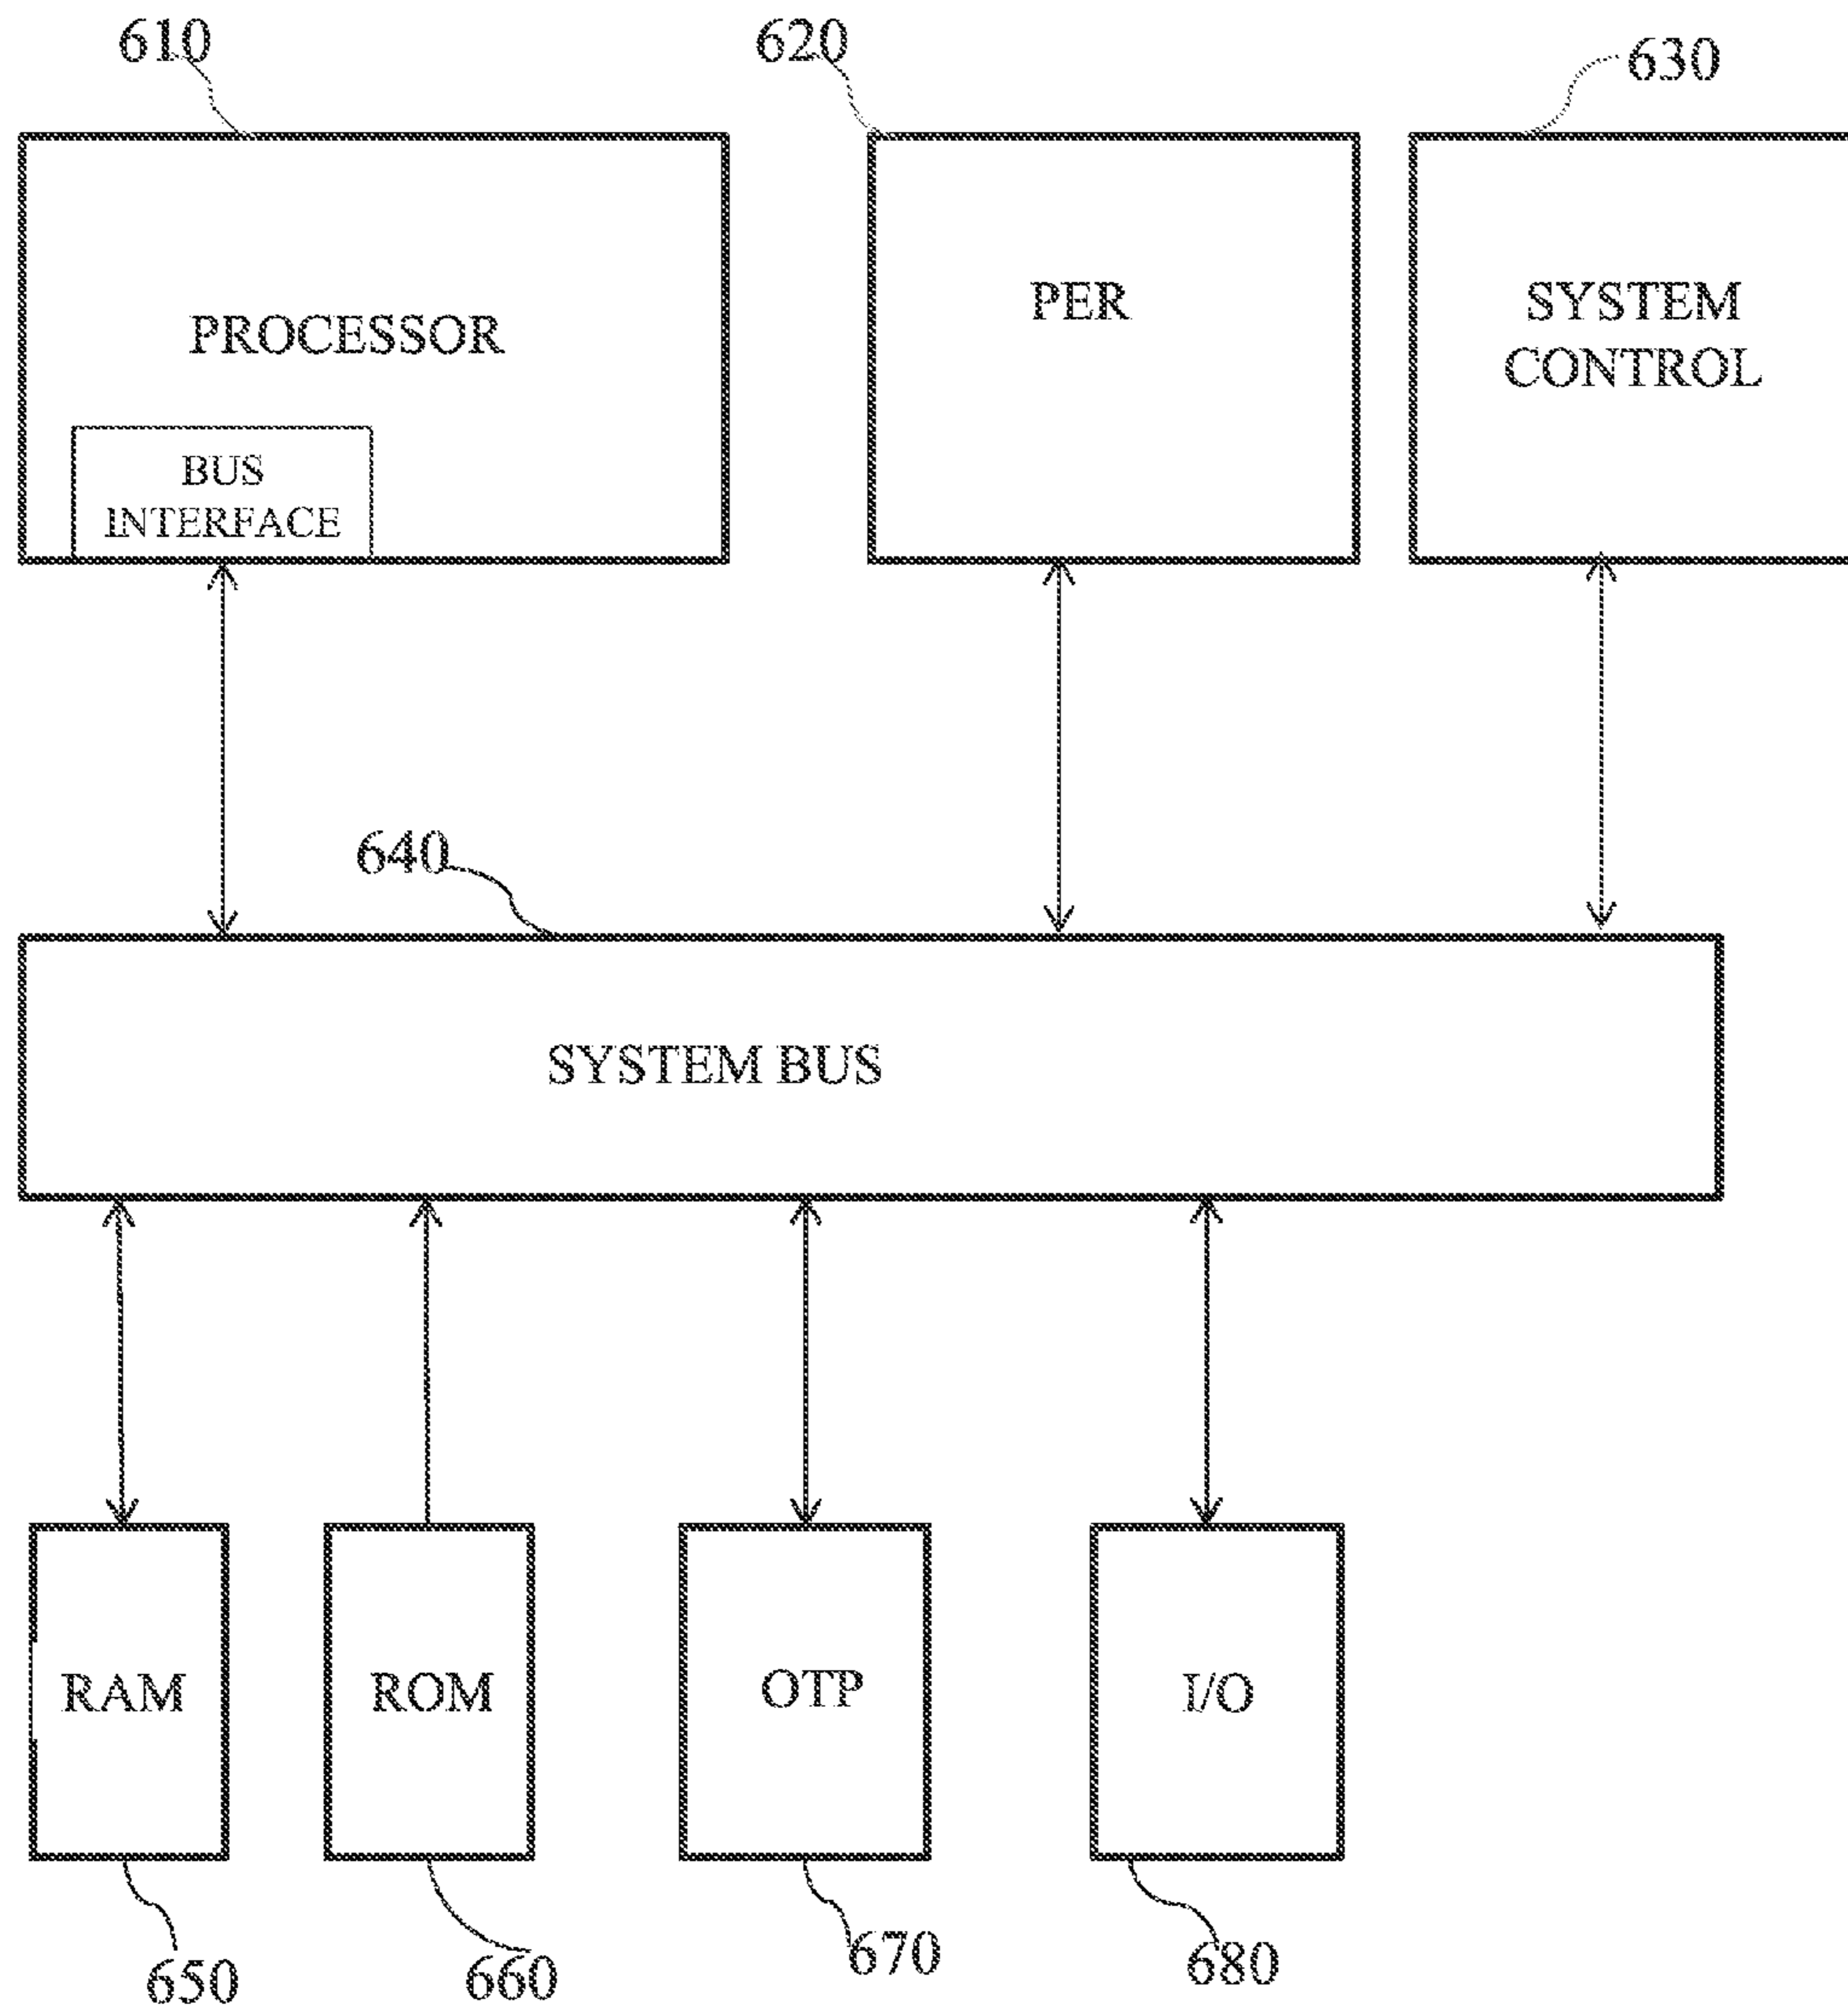 610
620
630
PROCESSOR
PER
SYSTEM
CONTROL
BUS
INTERFACE
640
SYSTEM BUS
RAM
ROM
OTP
I/O
650
660
670
680